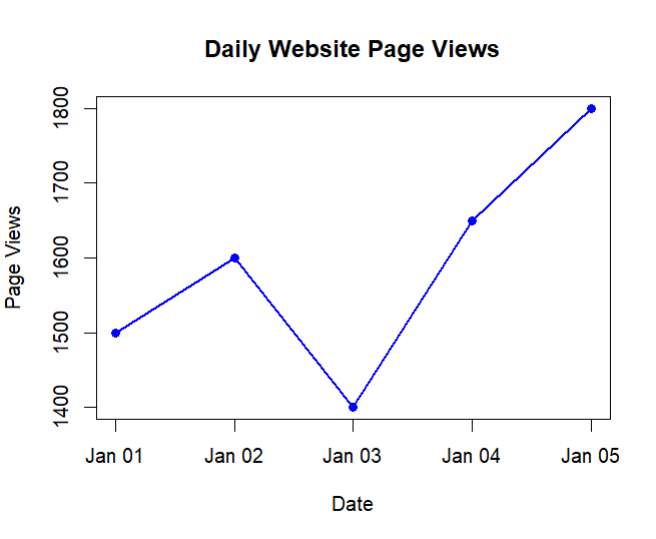 Daily Website Page Views
Page Views
1800
1700
1600
1500
1400
Jan 01 Jan 02 Jan 03 Jan 04 Jan 05
Date